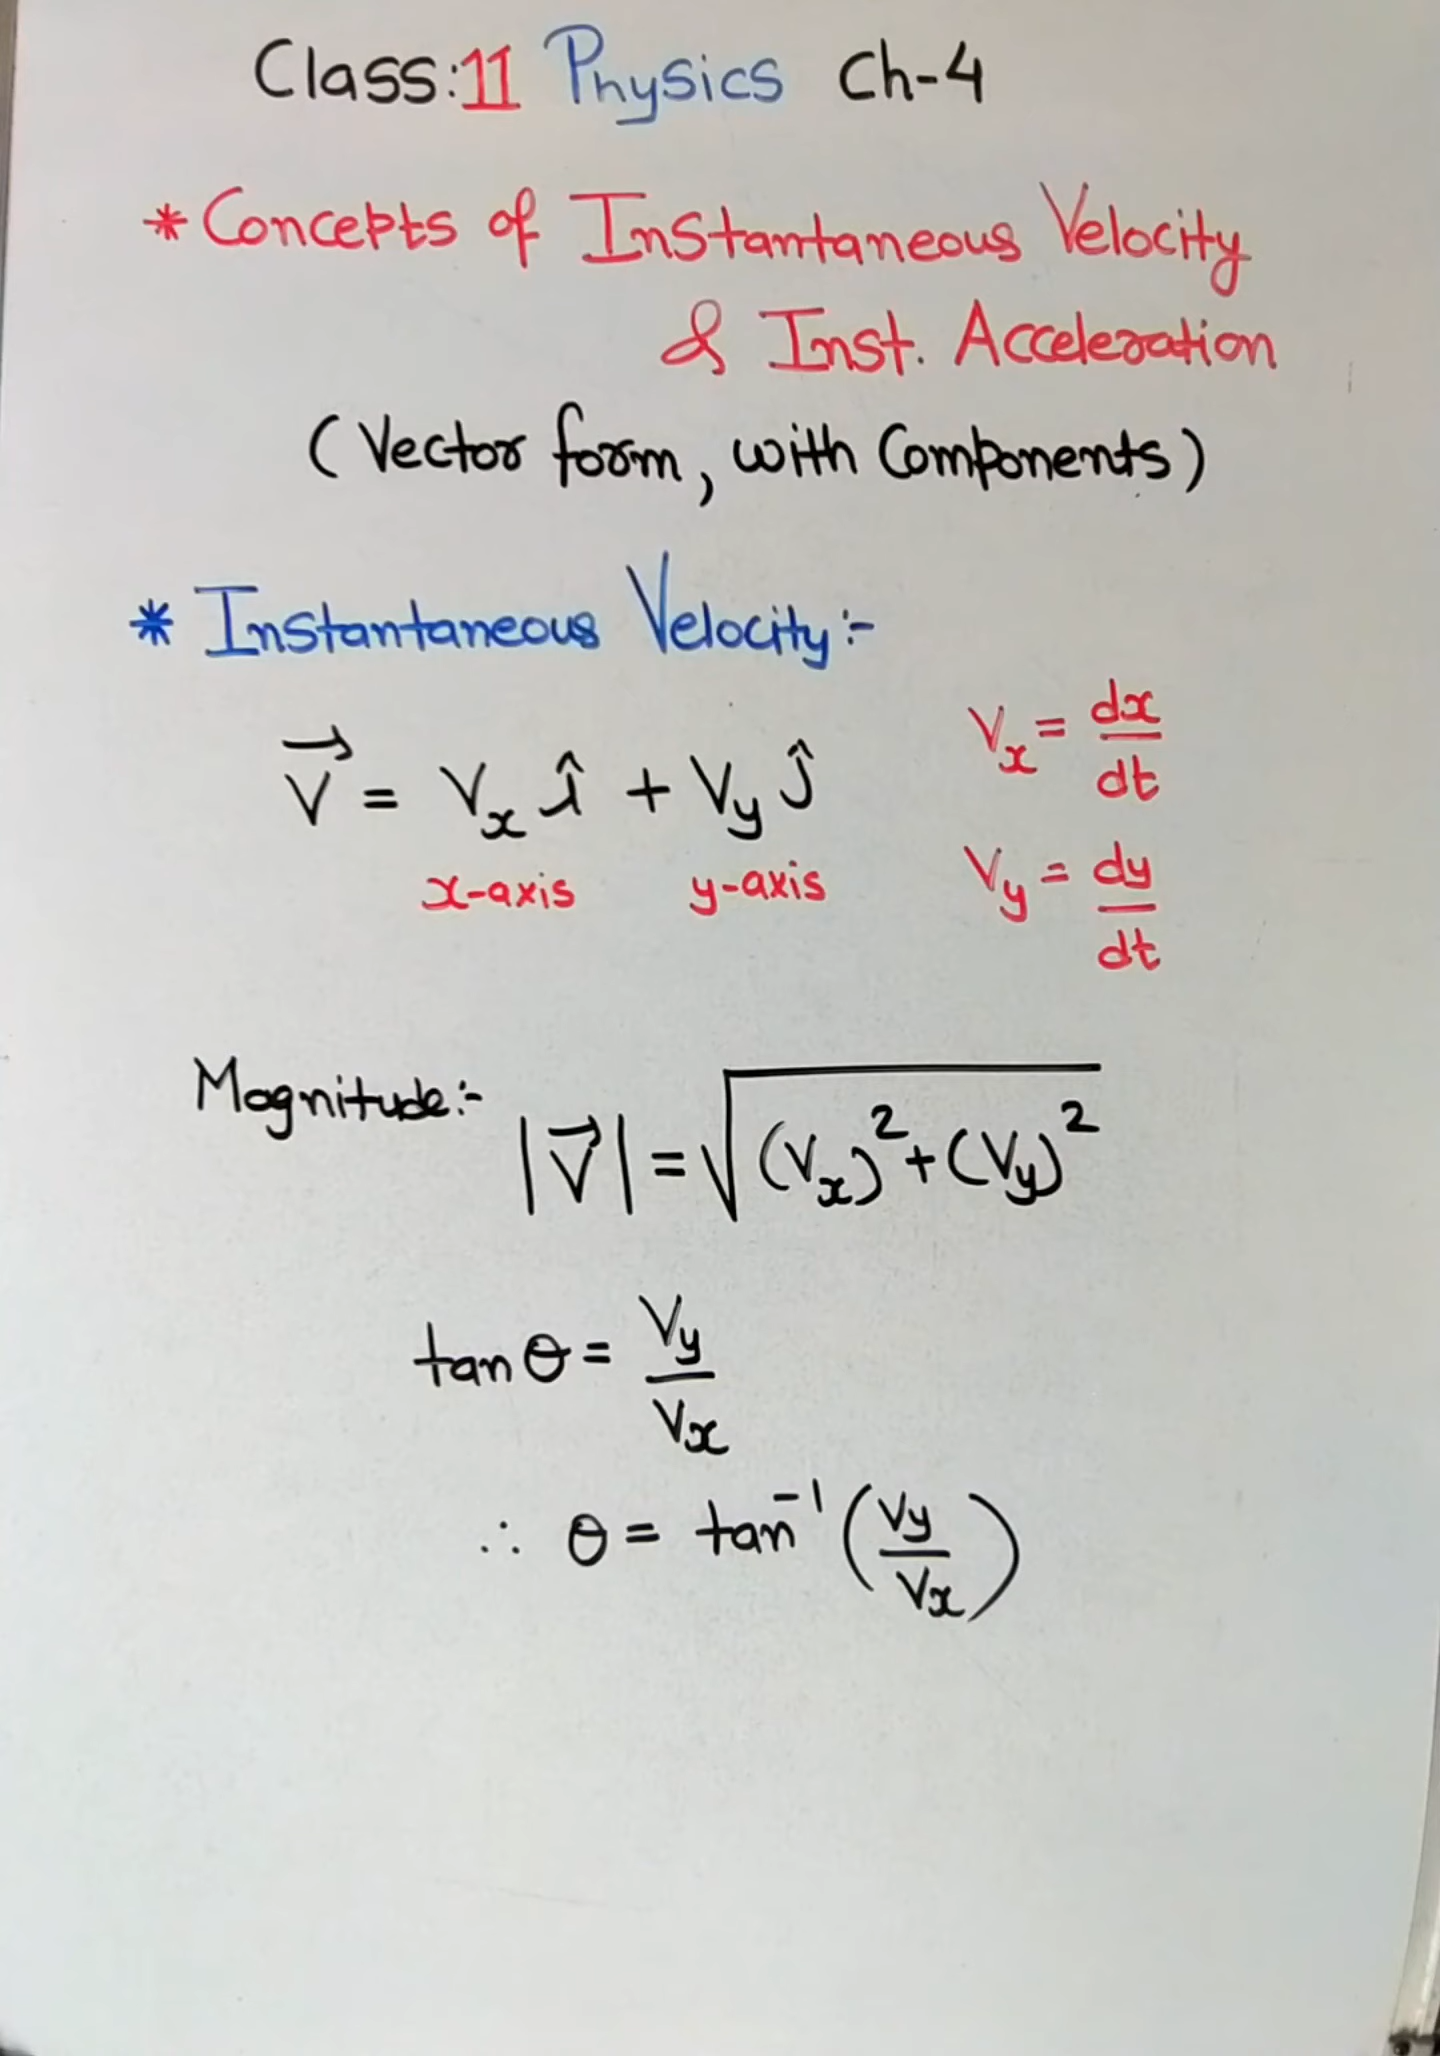 Class:11 Physics Ch-4
* Concepts of Instantaneous Velocity
& Inst. Acceleration
(Vector form, with Components)
* Instantaneous Velocity:-
V⃗ = Vₓ î + Vy ĵ
x-axis y-axis
Vₓ = dx/dt
Vy = dy/dt
Magnitude:-
|V⃗| = √((Vₓ)² + (Vy)²)
tan θ = Vy/Vx
∴ θ = tan⁻¹ (Vy/Vx)